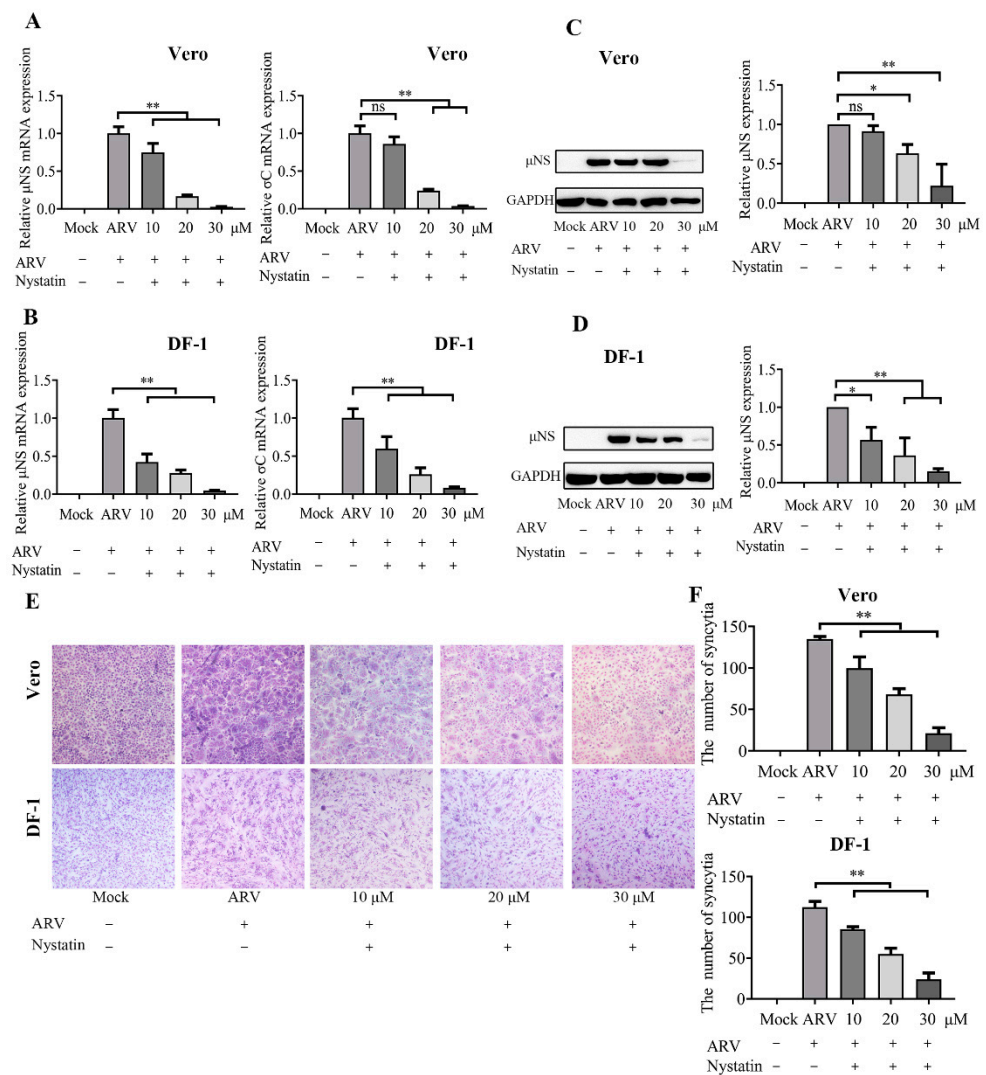 A
Vero
Relative μNS mRNA expression
1.5
1.0
0.5
0.0
**
Mock ARV 10 20 30 μM
ARV – + + + +
Nystatin – – + + +
Vero
Relative σC mRNA expression
1.5
1.0
0.5
0.0
**
ns
Mock ARV 10 20 30 μM
ARV – + + + +
Nystatin – – + + +
C
Vero
μNS
GAPDH
Mock ARV 10 20 30 μM
ARV – + + + +
Nystatin – – + + +
Relative μNS expression
1.5
1.0
0.5
0.0
**
*
ns
Mock ARV 10 20 30 μM
ARV – + + + +
Nystatin – – + + +
B
DF-1
Relative μNS mRNA expression
1.5
1.0
0.5
0.0
**
Mock ARV 10 20 30 μM
ARV – + + + +
Nystatin – – + + +
DF-1
Relative σC mRNA expression
1.5
1.0
0.5
0.0
**
Mock ARV 10 20 30 μM
ARV – + + + +
Nystatin – – + + +
D
DF-1
μNS
GAPDH
Mock ARV 10 20 30 μM
ARV – + + + +
Nystatin – – + + +
Relative μNS expression
1.5
1.0
0.5
0.0
**
*
Mock ARV 10 20 30 μM
ARV – + + + +
Nystatin – – + + +
E
Vero
DF-1
Mock ARV 10 μM 20 μM 30 μM
ARV – + + + +
Nystatin – – + + +
F
Vero
The number of syncytia
150
100
50
0
**
Mock ARV 10 20 30 μM
ARV – + + + +
Nystatin – – + + +
DF-1
The number of syncytia
150
100
50
0
**
Mock ARV 10 20 30 μM
ARV – + + + +
Nystatin – – + + +